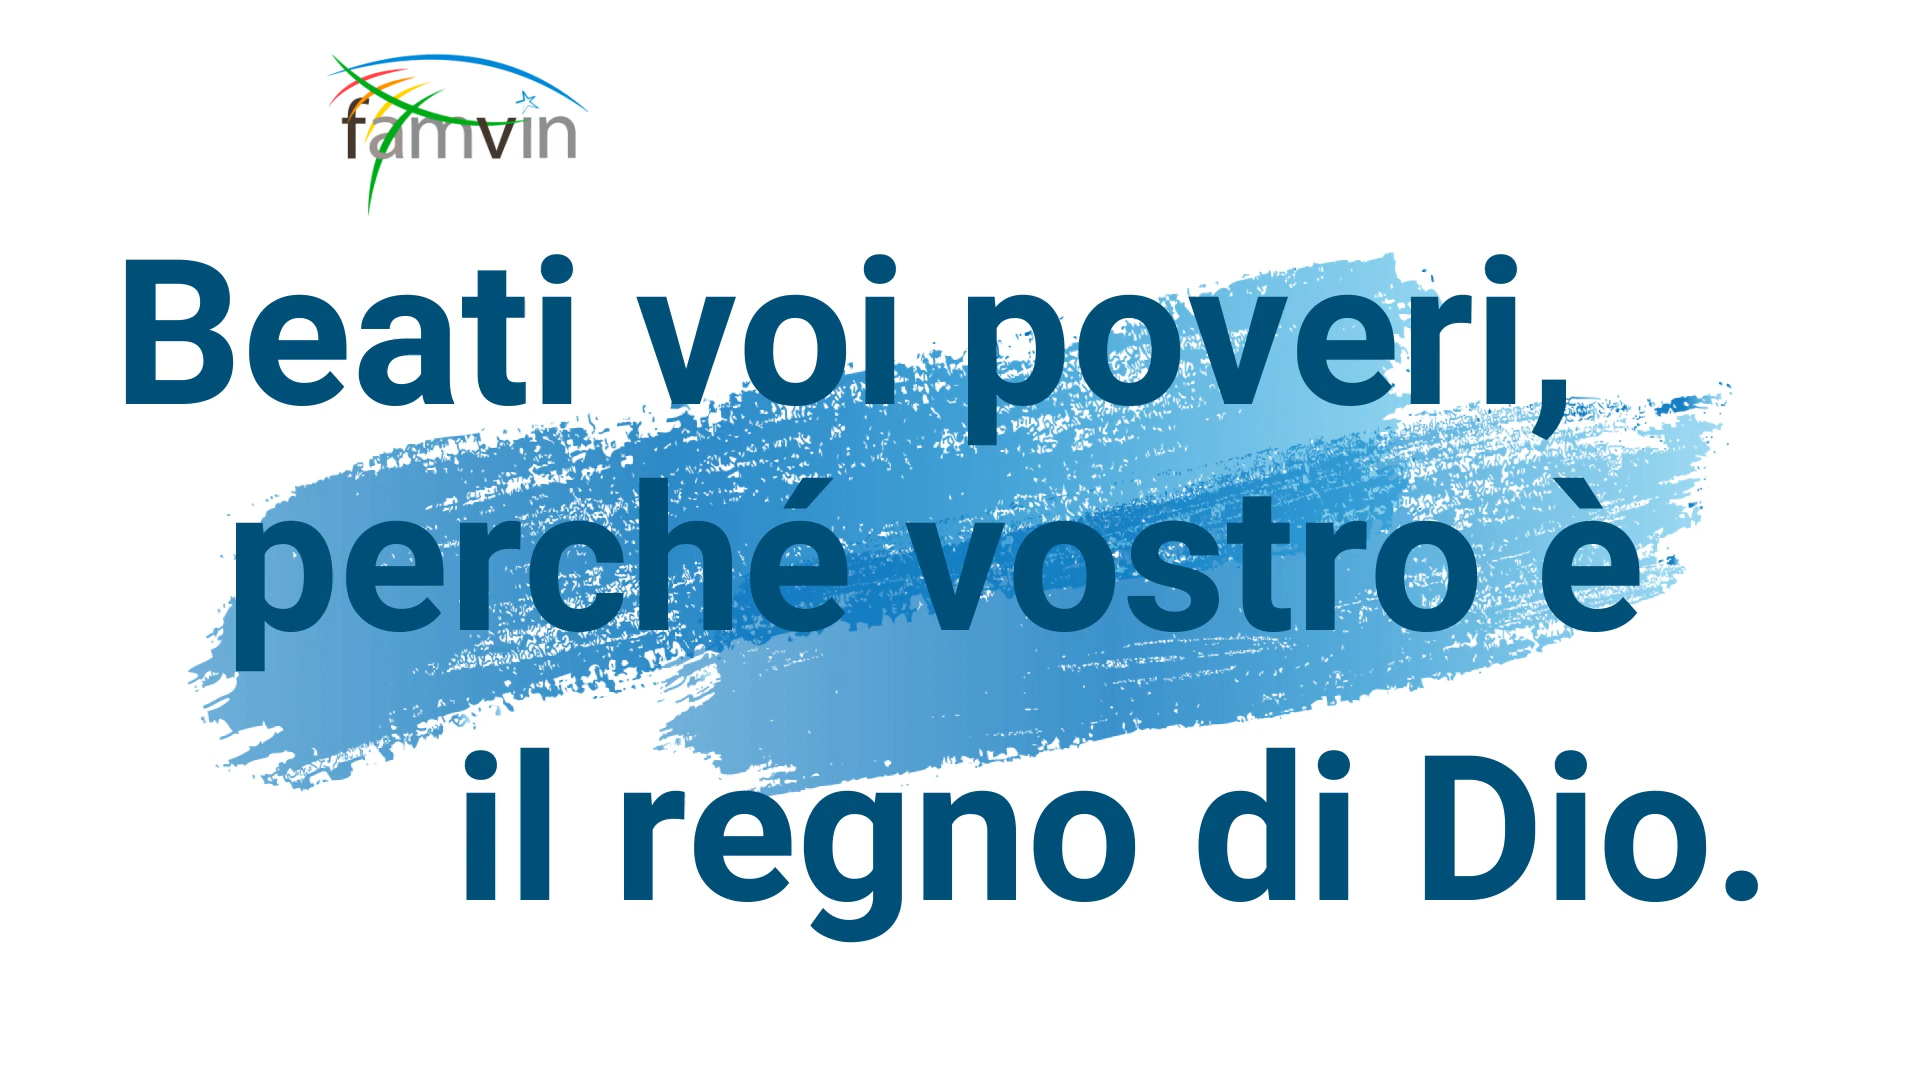 famvin
Beati voi poveri,
perché vostro è
il regno di Dio.